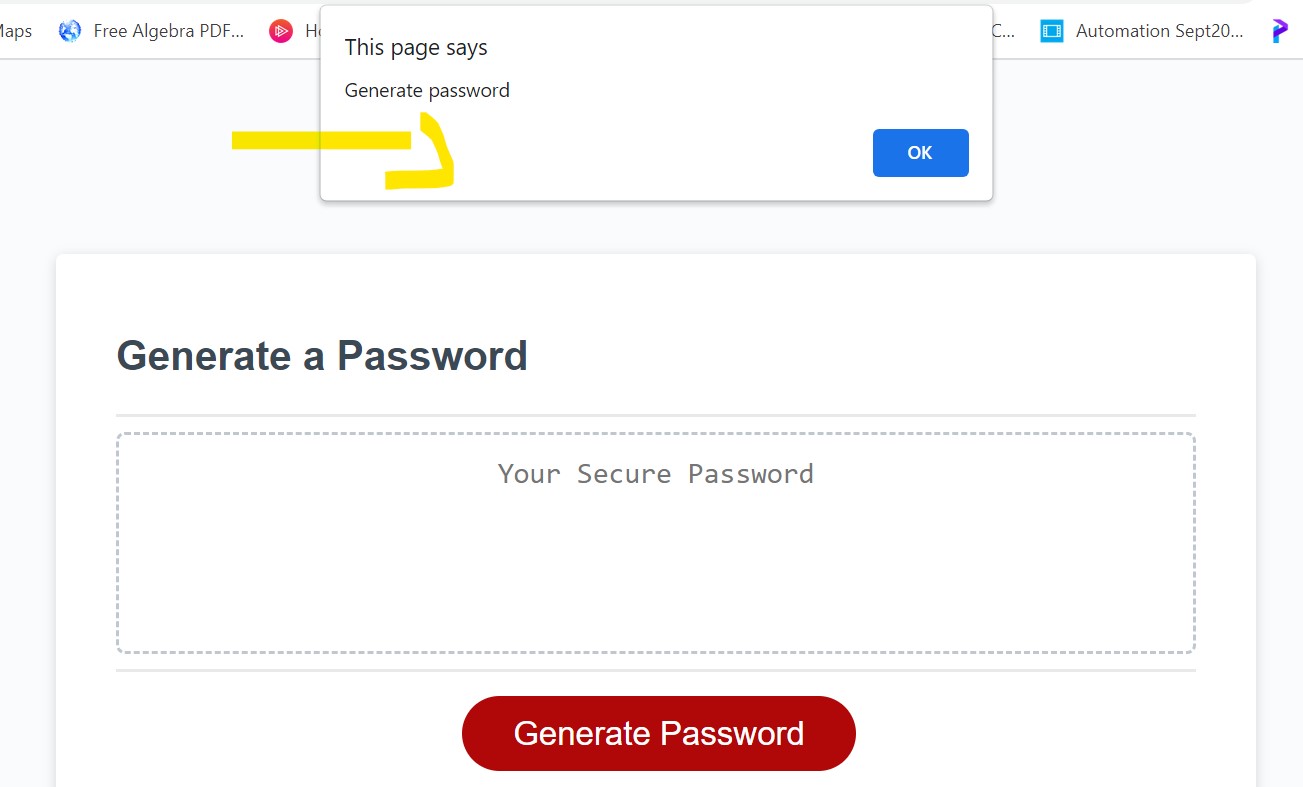 Maps Free Algebra PDF... C... Automation Sept20...
This page says
Generate password
OK
Generate a Password
Your Secure Password
Generate Password